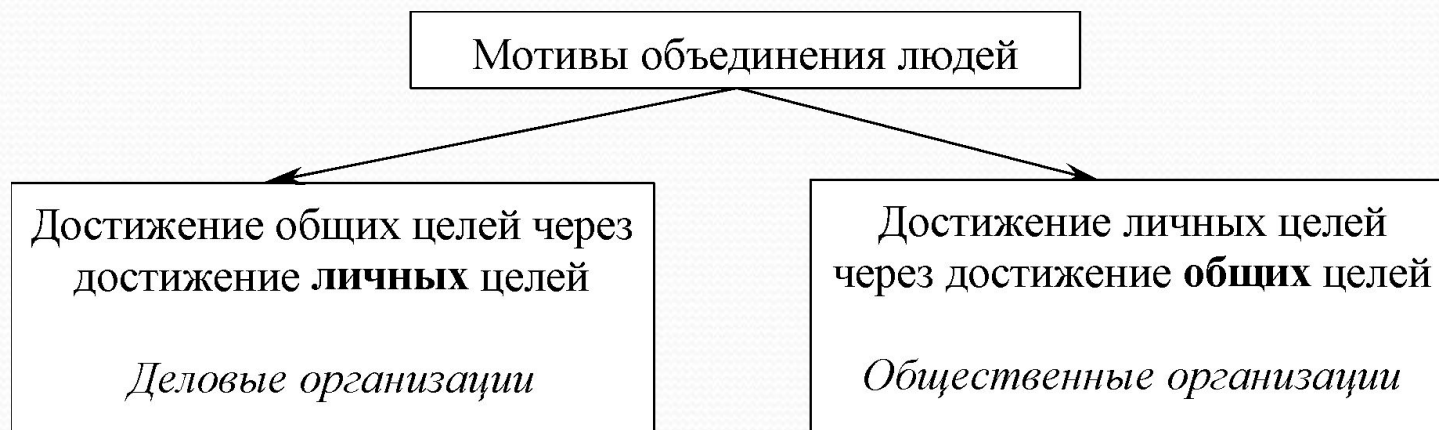 Мотивы объединения людей
Достижение общих целей через
достижение личных целей
Деловые организации
Достижение личных целей
через достижение общих целей
Общественные организации